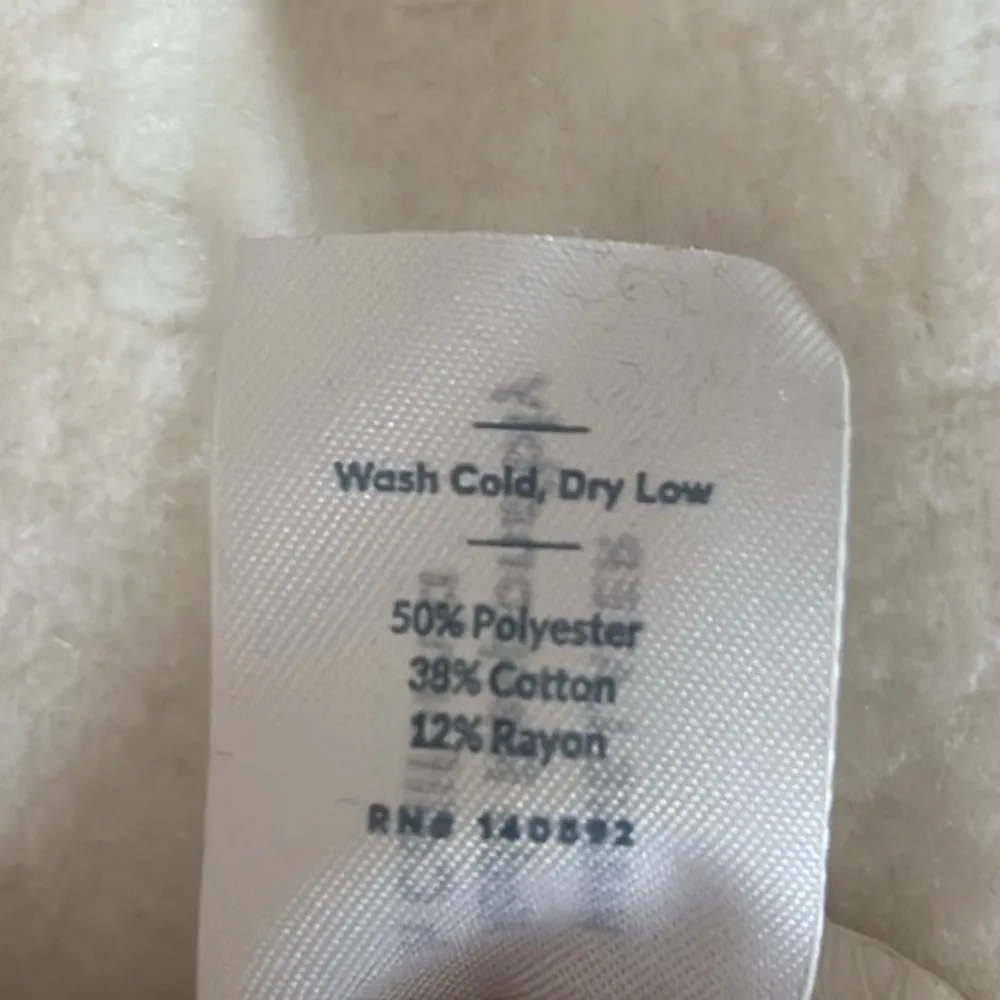 Wash Cold, Dry Low
50% Polyester
38% Cotton
12% Rayon
RN# 140892